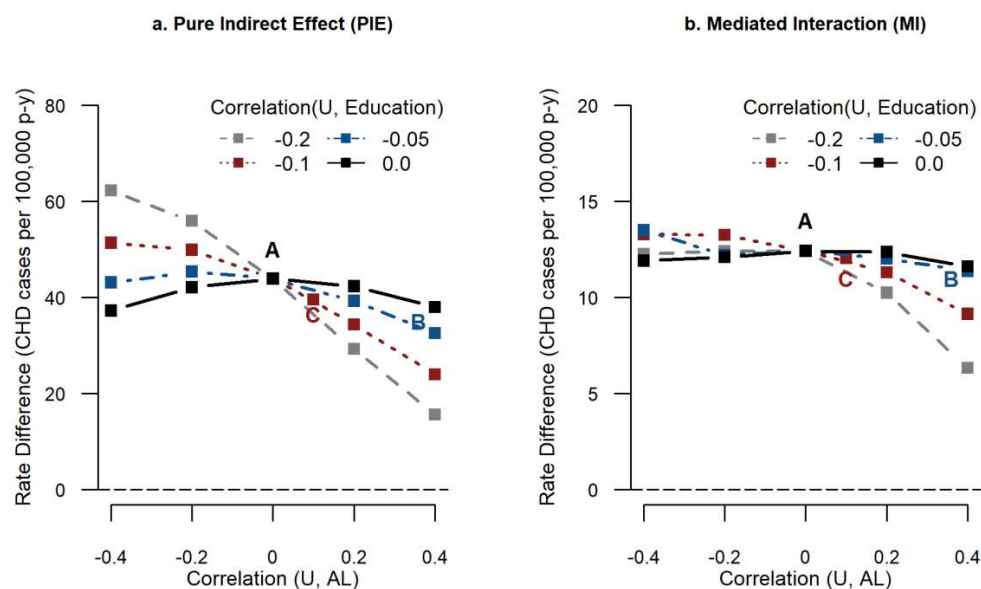 a. Pure Indirect Effect (PIE)
Rate Difference (CHD cases per 100,000 p-y)
80
60
40
20
0
Correlation(U, Education)
-0.2 -0.05
-0.1 0.0
A
B
C
-0.4 -0.2 0 0.2 0.4
Correlation (U, AL)
b. Mediated Interaction (MI)
Rate Difference (CHD cases per 100,000 p-y)
20
15
10
5
0
Correlation(U, Education)
-0.2 -0.05
-0.1 0.0
A
C
B
-0.4 -0.2 0 0.2 0.4
Correlation (U, AL)